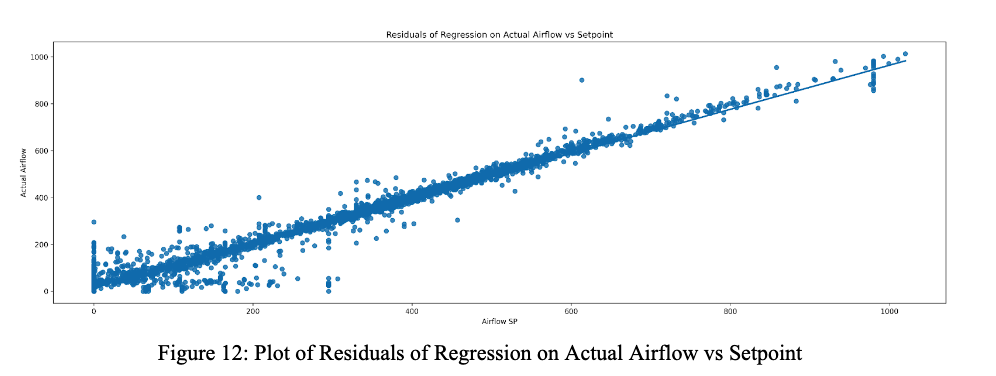 Residuals of Regression on Actual Airflow vs Setpoint
1000
800
600
400
200
0
Actual Airflow
0 200 400 600 800 1000
Airflow SP
Figure 12: Plot of Residuals of Regression on Actual Airflow vs Setpoint